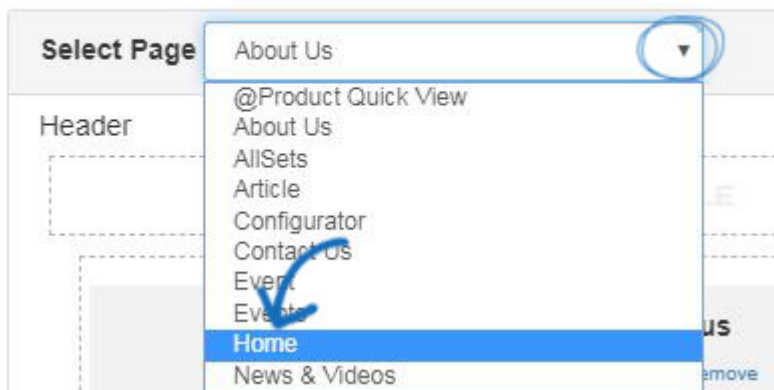 Select Page About Us
@Product Quick View
Header About Us
AllSets
Article
LE
Configurator
Contact Us
Event
Events
us
Home
emove
News & Videos